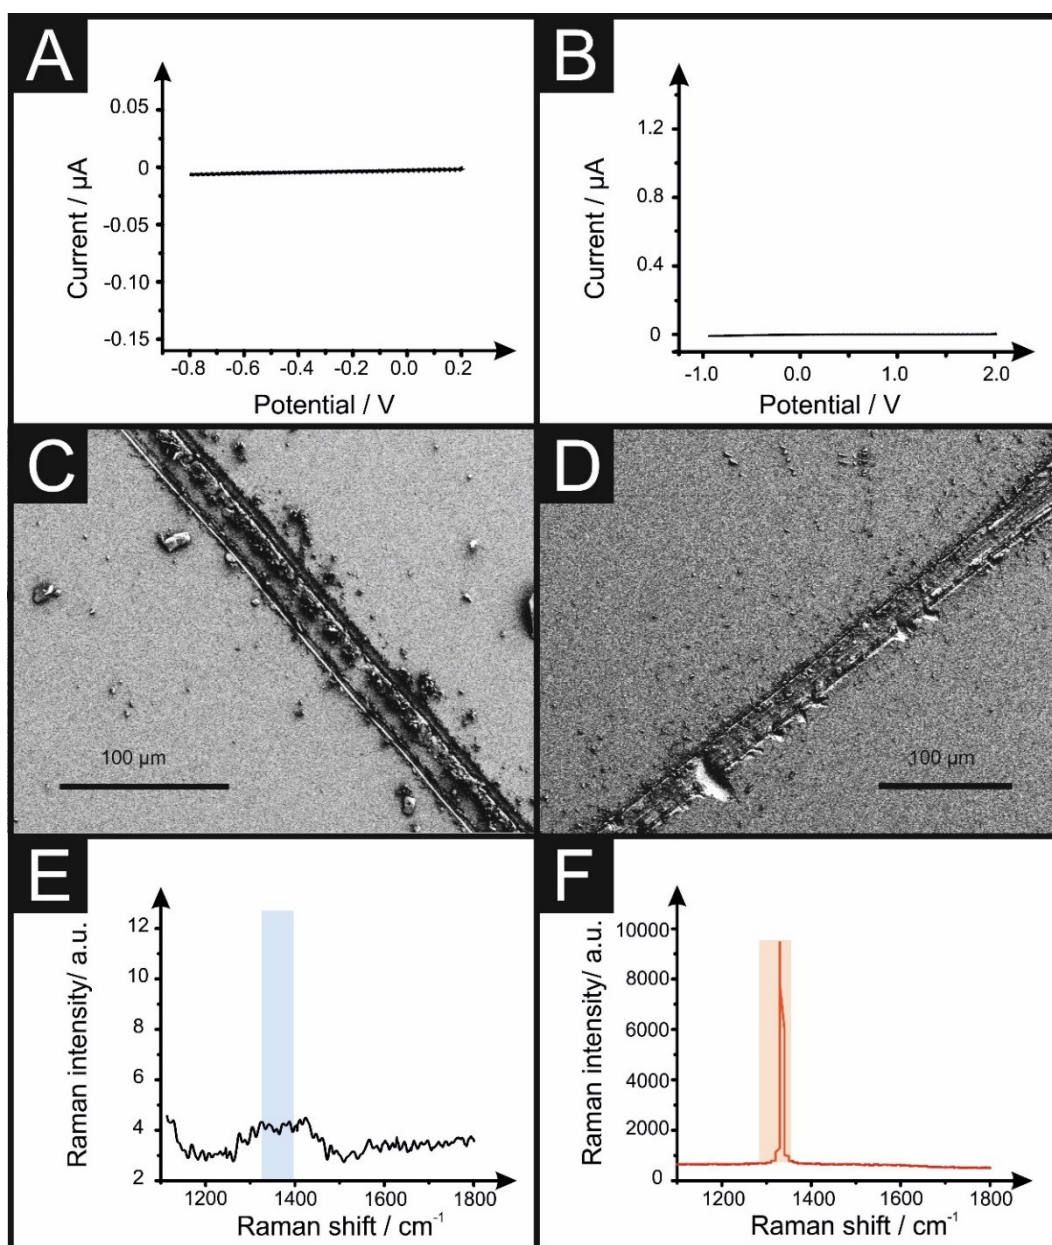 A
0.05
0
-0.05
-0.10
-0.15
Current / µA
-0.8 -0.6 -0.4 -0.2 0.0 0.2
Potential / V
B
1.2
0.8
0.4
0
Current / µA
-1.0 0.0 1.0 2.0
Potential / V
C
100 µm
D
100 µm
E
12
10
8
6
4
2
Raman intensity/ a.u.
1200 1400 1600 1800
Raman shift / cm⁻¹
F
10000
8000
6000
4000
2000
0
Raman intensity/ a.u.
1200 1400 1600 1800
Raman shift / cm⁻¹